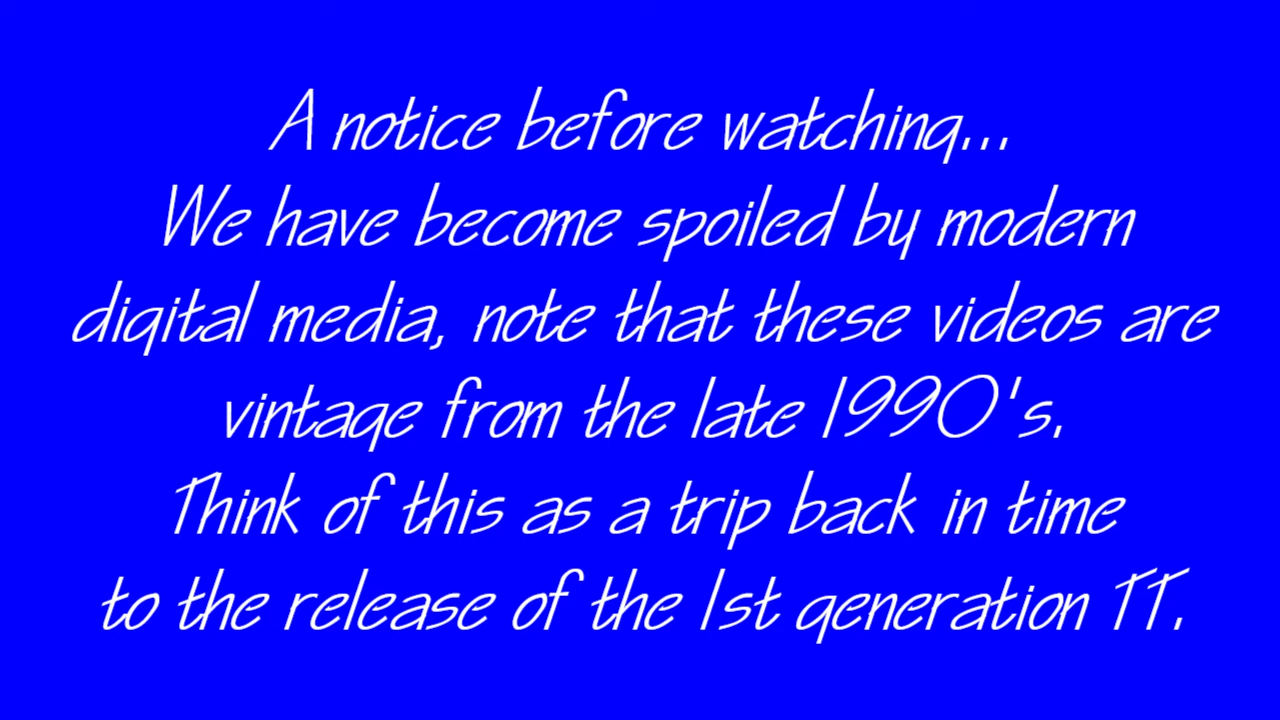 A notice before watching...
We have become spoiled by modern
digital media, note that these videos are
vintage from the late 1990's.
Think of this as a trip back in time
to the release of the 1st generation TT.